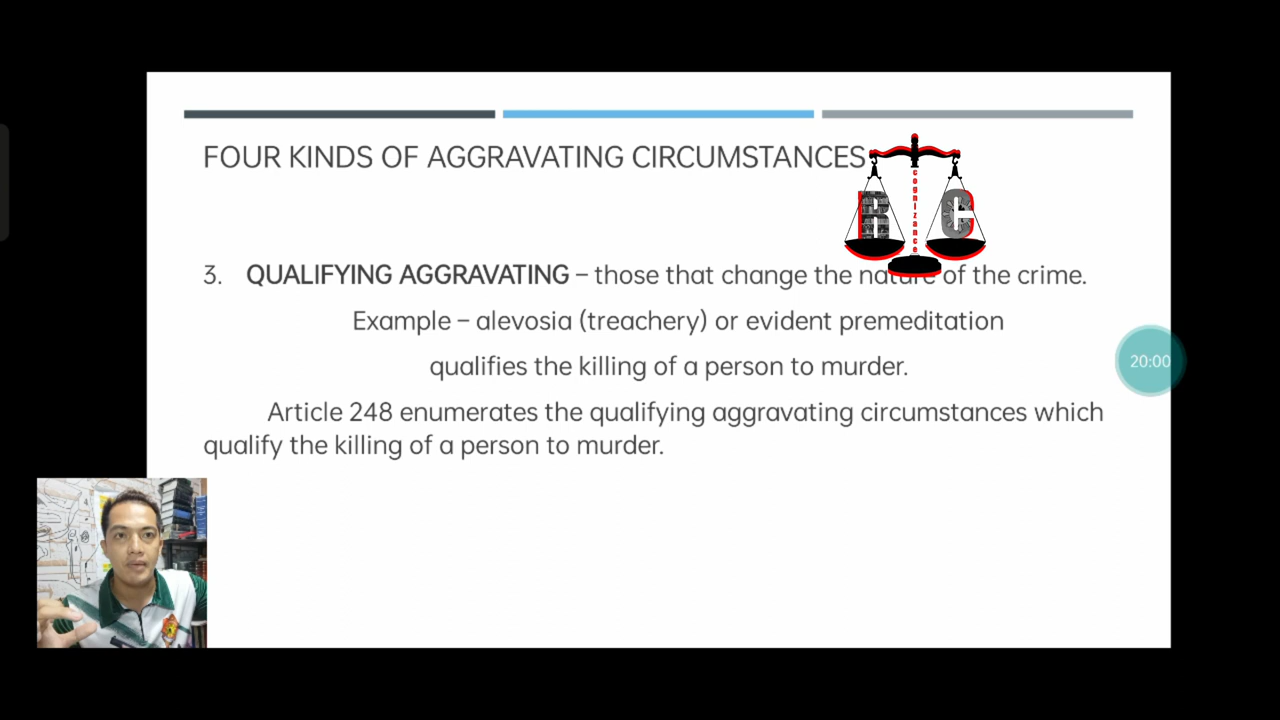 FOUR KINDS OF AGGRAVATING CIRCUMSTANCES
R cognizance C
3. QUALIFYING AGGRAVATING – those that change the nature of the crime.
Example – alevosia (treachery) or evident premeditation
qualifies the killing of a person to murder.
20:00
Article 248 enumerates the qualifying aggravating circumstances which
qualify the killing of a person to murder.